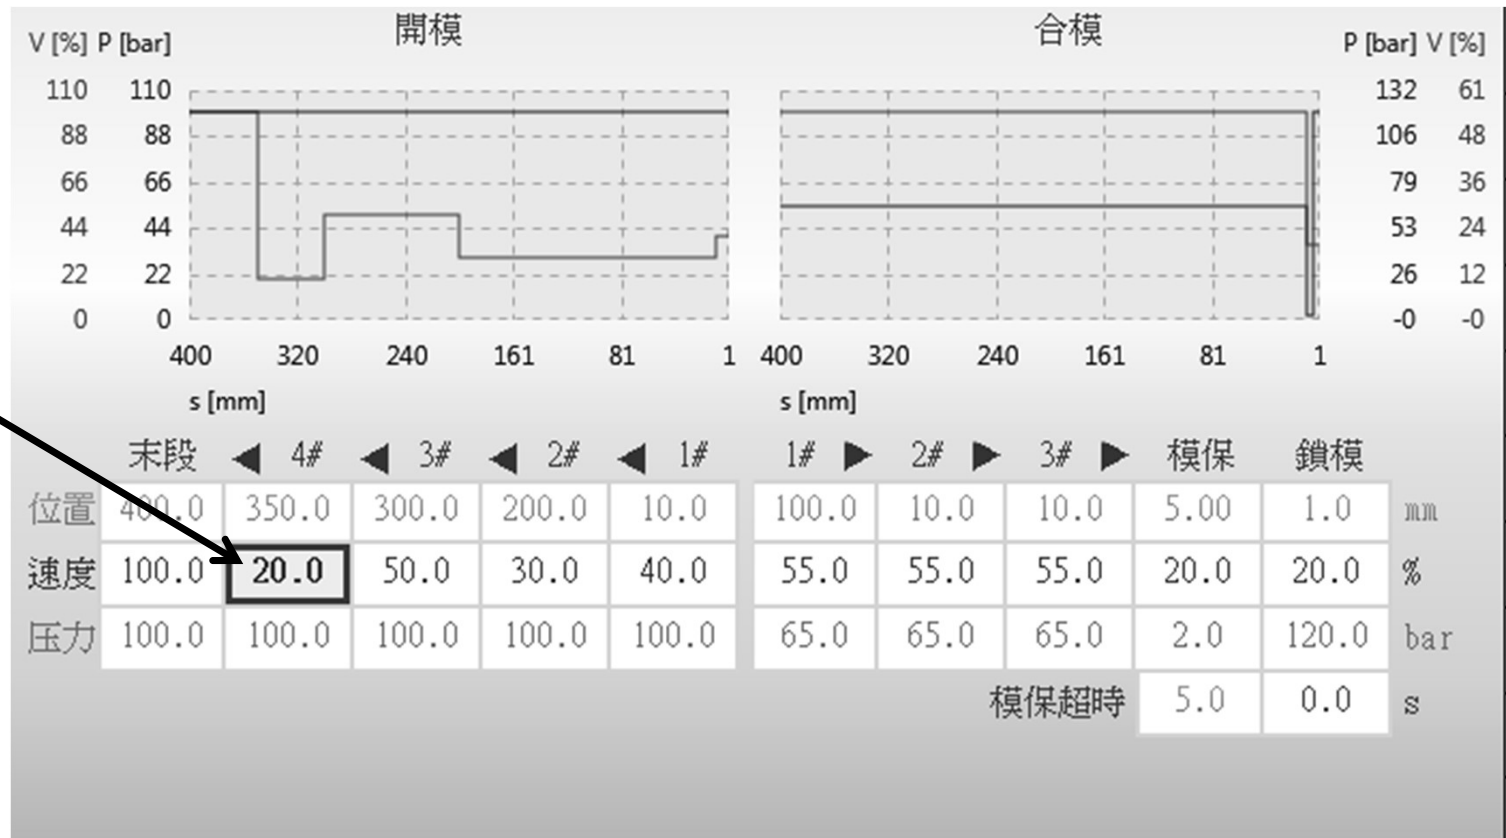 開模 合模
V [%] P [bar] P [bar] V [%]
110 110 132 61
88 88 106 48
66 66 79 36
44 44 53 24
22 22 26 12
0 0 -0 -0
400 320 240 161 81 1 400 320 240 161 81 1
s [mm] s [mm]
末段 ◀ 4# ◀ 3# ◀ 2# ◀ 1# 1# ▶ 2# ▶ 3# ▶ 模保 鎖模
位置 400.0 350.0 300.0 200.0 10.0 100.0 10.0 10.0 5.00 1.0 mm
速度 100.0 20.0 50.0 30.0 40.0 55.0 55.0 55.0 20.0 20.0 %
压力 100.0 100.0 100.0 100.0 100.0 65.0 65.0 65.0 2.0 120.0 bar
模保超時 5.0 0.0 s